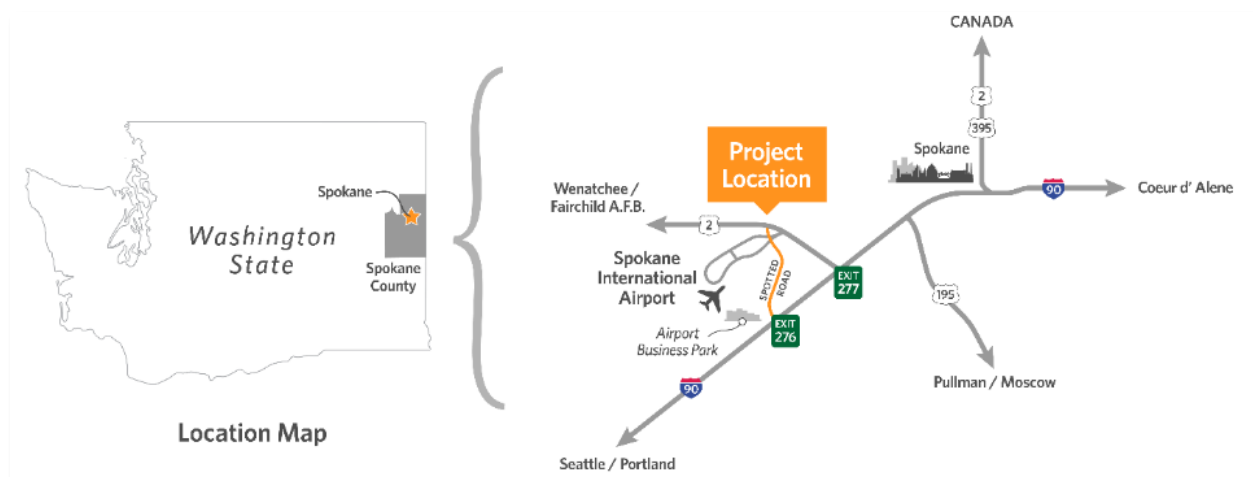 Spokane
Washington
State
Spokane
County
Location Map
CANADA
2
395
Spokane
90
Coeur d' Alene
Project
Location
Wenatchee /
Fairchild A.F.B.
2
Spokane
International
Airport
SPOTTED
ROAD
EXIT
277
195
EXIT
276
Airport
Business Park
90
Pullman / Moscow
Seattle / Portland